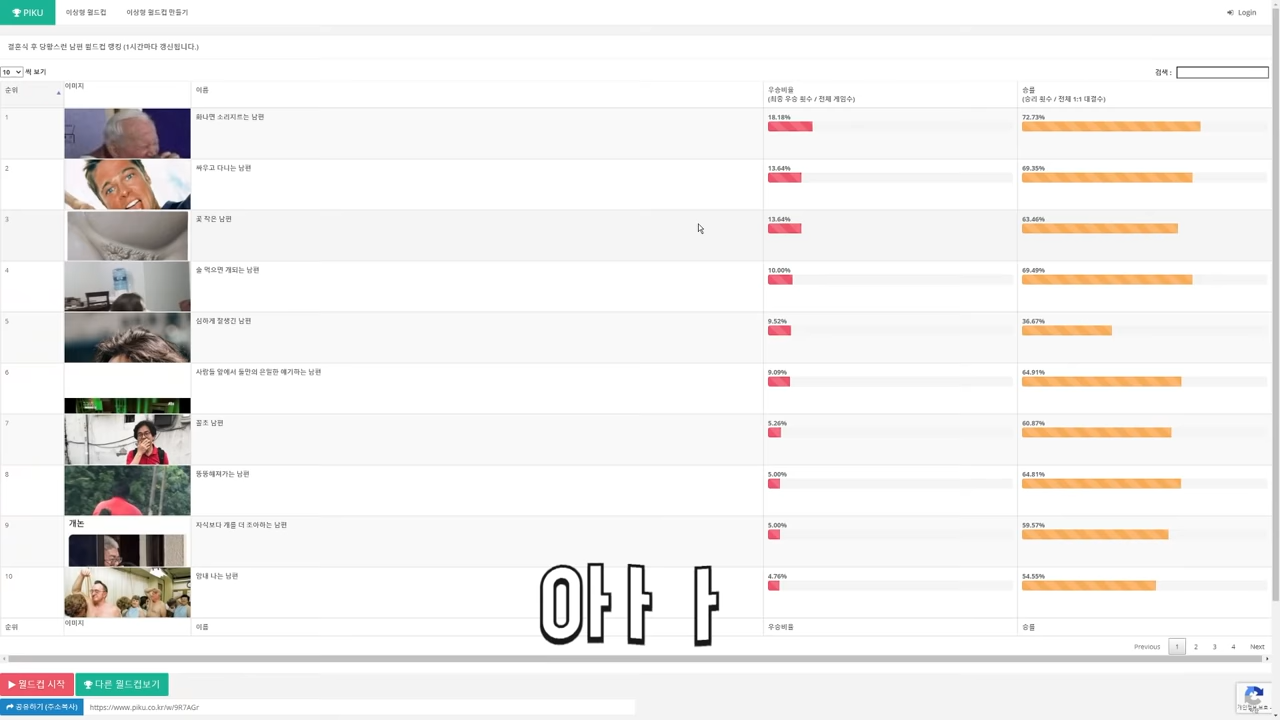 PIKU 이상형 월드컵 이상형 월드컵 만들기 Login
결혼식 후 당황스런 남편 월드컵 랭킹 (1시간마다 갱신됩니다.)
10 씩 보기 검색 :
순위 이미지 이름 우승비율 승률
(최종 우승 횟수 / 전체 게임수) (승리 횟수 / 전체 1:1 대결수)
1 화나면 소리지르는 남편 18.18% 72.73%
2 싸우고 다니는 남편 13.64% 69.35%
3 꽃 작은 남편 13.64% 63.46%
4 술 먹으면 개되는 남편 10.00% 69.49%
5 심하게 잘생긴 남편 9.52% 36.67%
6 사람들 앞에서 둘만의 은밀한 얘기하는 남편 9.09% 64.91%
7 꼴초 남편 5.26% 60.87%
8 뚱뚱해져가는 남편 5.00% 64.81%
개논
9 자식보다 개를 더 조아하는 남편 5.00% 59.57%
10 암내 나는 남편 4.76% 54.55%
아ㅏ ㅏ
순위 이미지 이름 우승비율 승률
Previous 1 2 3 4 Next
월드컵 시작 다른 월드컵보기
공유하기 (주소복사) https://www.piku.co.kr/w/9R7AGr